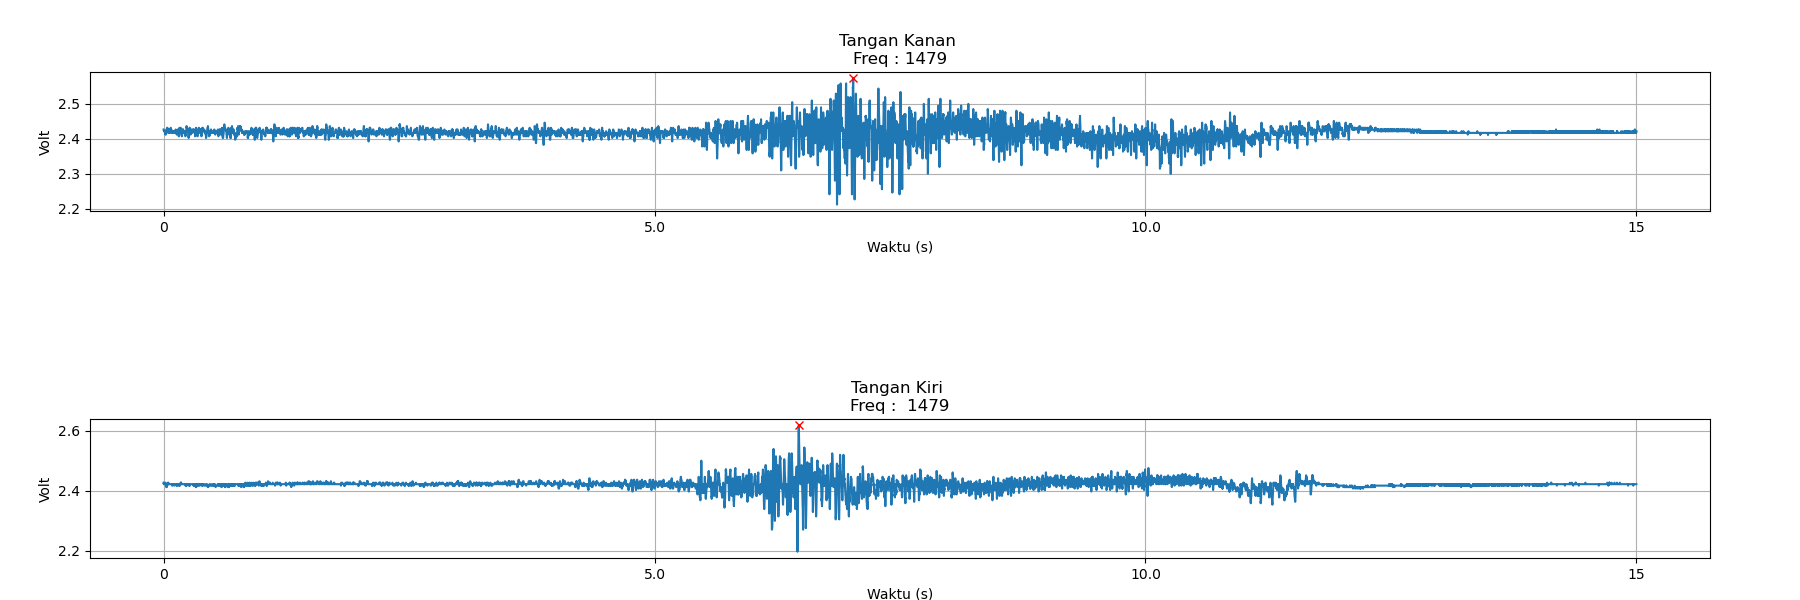 Tangan Kanan
Freq : 1479
Volt
2.5
2.4
2.3
2.2
0 5.0 10.0 15
Waktu (s)
Tangan Kiri
Freq :  1479
Volt
2.6
2.4
2.2
0 5.0 10.0 15
Waktu (s)